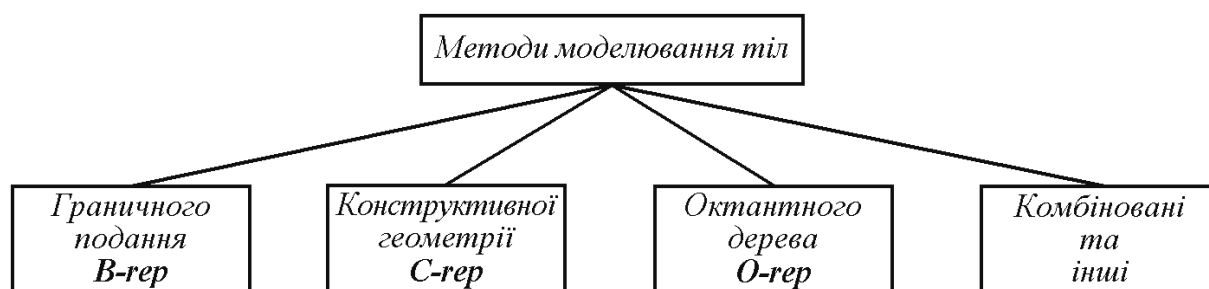 Методи моделювання тіл
Граничного
подання
B-rep
Конструктивної
геометрії
C-rep
Октантного
дерева
O-rep
Комбіновані
та
інші